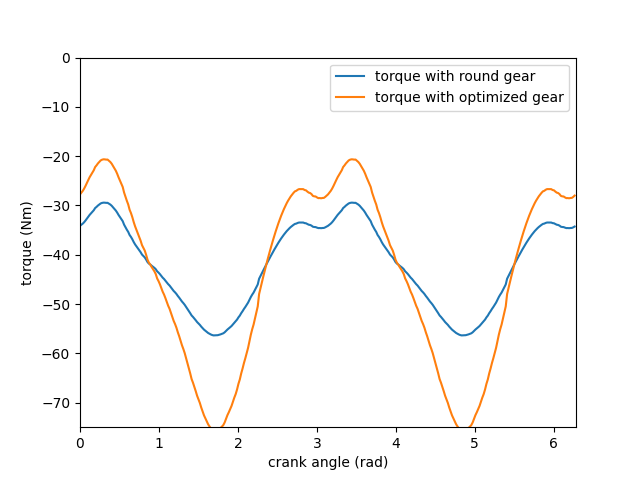 0
−10
−20
−30
−40
−50
−60
−70
torque (Nm)
torque with round gear
torque with optimized gear
0 1 2 3 4 5 6
crank angle (rad)